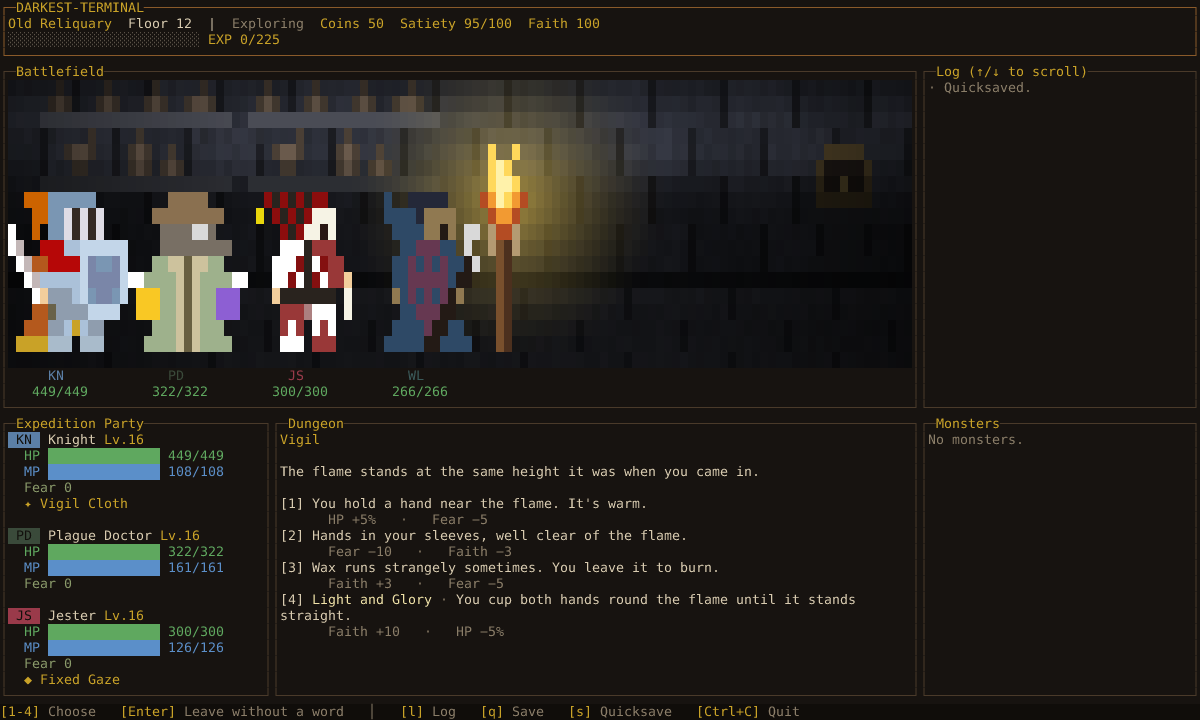 DARKEST-TERMINAL
Old Reliquary  Floor 12  |  Exploring  Coins 50  Satiety 95/100  Faith 100
EXP 0/225
Battlefield
KN PD JS WL
449/449 322/322 300/300 266/266
Log (↑/↓ to scroll)
· Quicksaved.
Expedition Party
KN Knight Lv.16
HP 449/449
MP 108/108
Fear 0
✦ Vigil Cloth
PD Plague Doctor Lv.16
HP 322/322
MP 161/161
Fear 0
JS Jester Lv.16
HP 300/300
MP 126/126
Fear 0
◆ Fixed Gaze
Dungeon
Vigil
The flame stands at the same height it was when you came in.
[1] You hold a hand near the flame. It's warm.
HP +5%  ·  Fear −5
[2] Hands in your sleeves, well clear of the flame.
Fear −10  ·  Faith −3
[3] Wax runs strangely sometimes. You leave it to burn.
Faith +3  ·  Fear −5
[4] Light and Glory · You cup both hands round the flame until it stands
straight.
Faith +10  ·  HP −5%
Monsters
No monsters.
[1-4] Choose  [Enter] Leave without a word  │  [l] Log  [q] Save  [s] Quicksave  [Ctrl+C] Quit